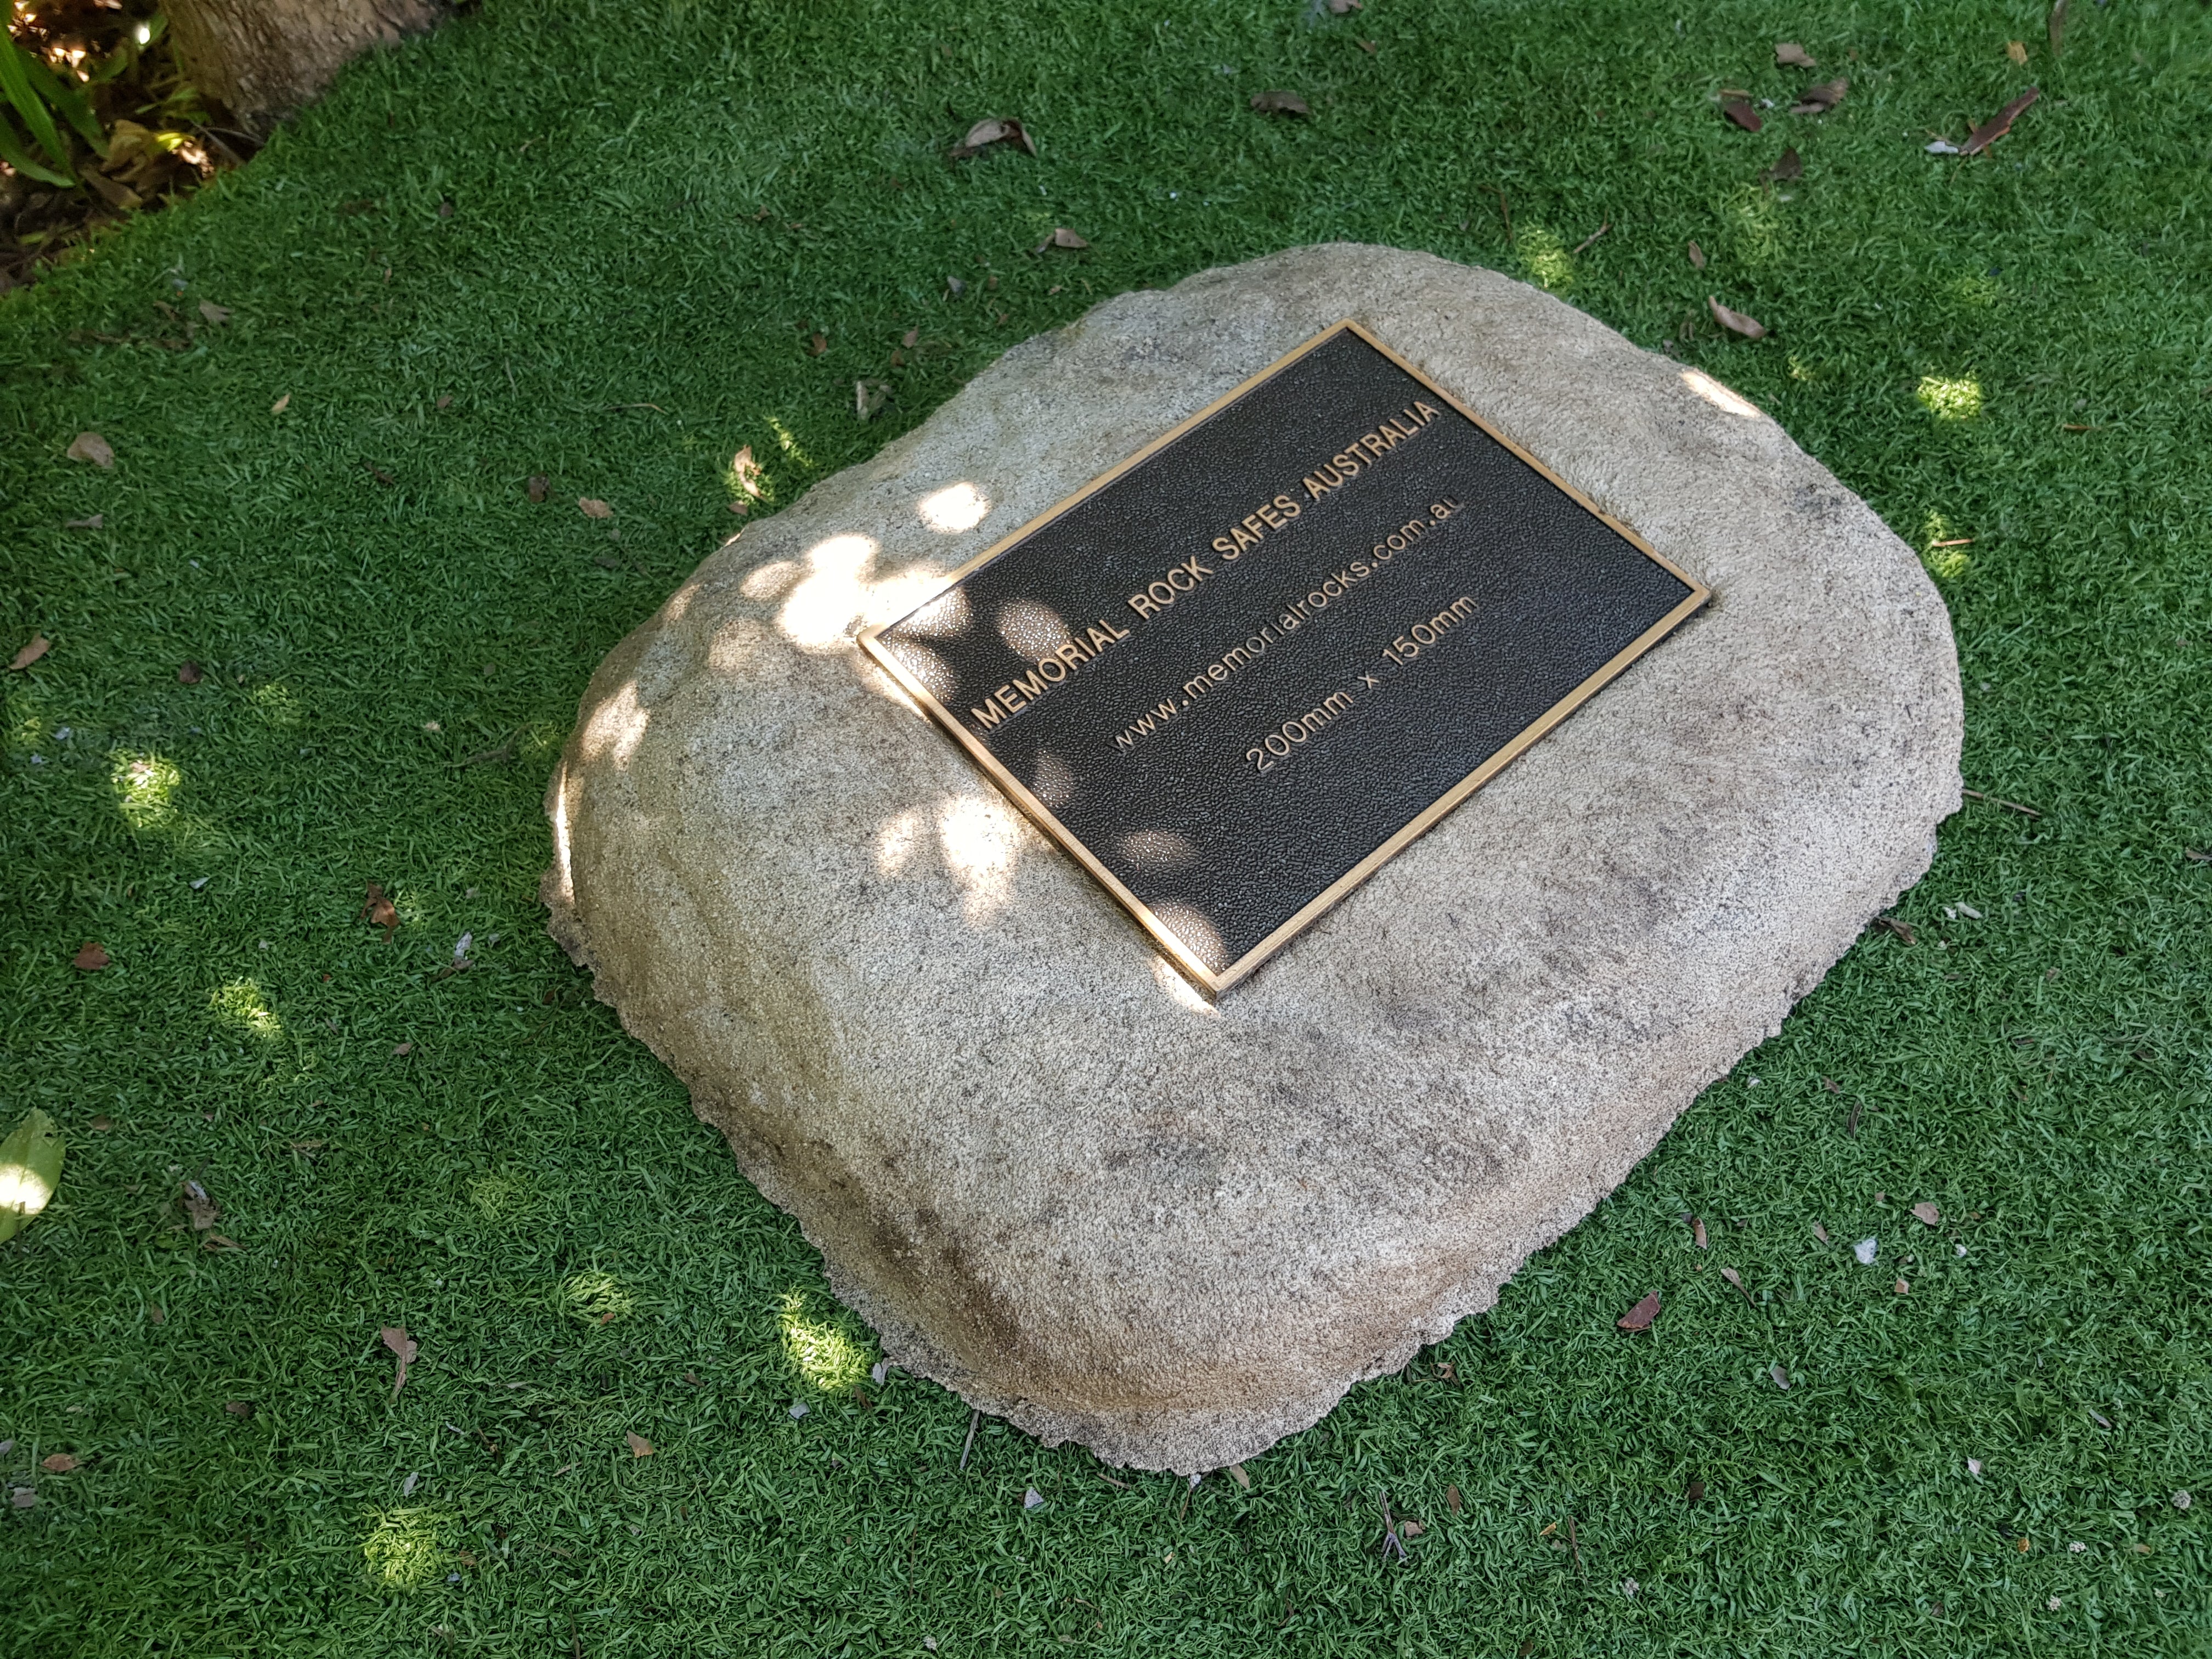 MEMORIAL ROCK SAFES AUSTRALIA
www.memorialrocks.com.au
200mm x 150mm